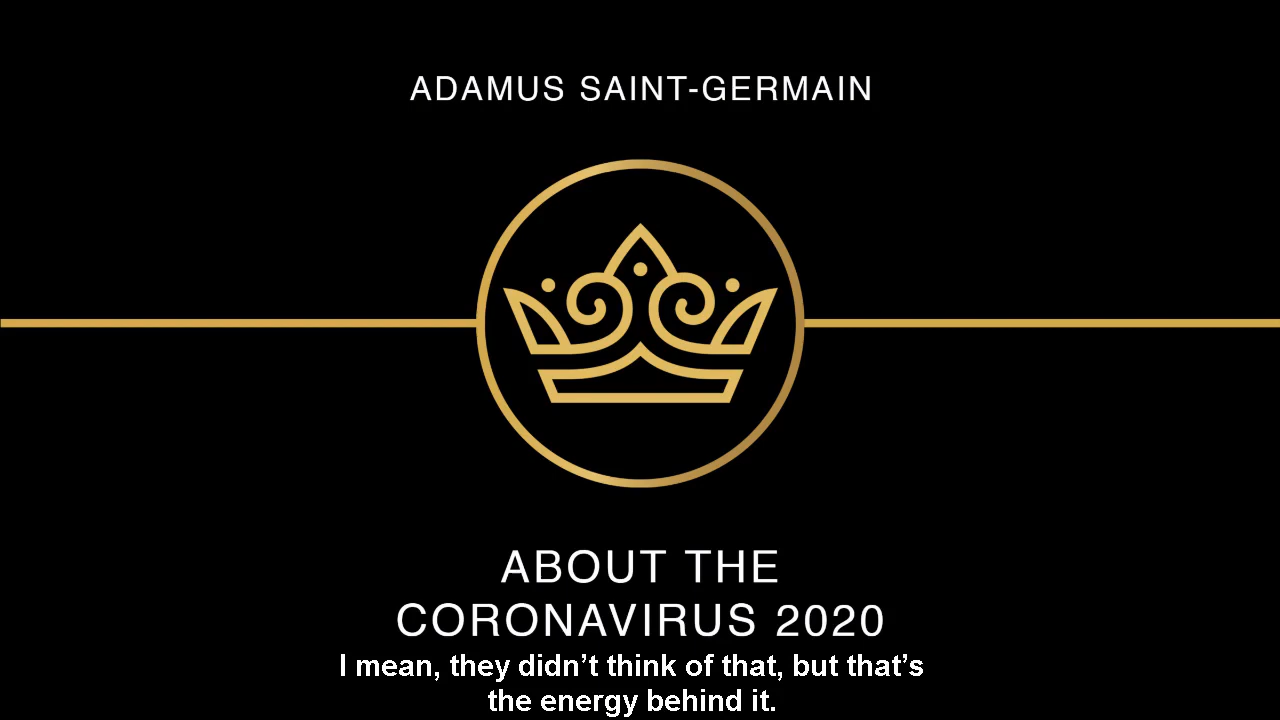 ADAMUS SAINT-GERMAIN
ABOUT THE
CORONAVIRUS 2020
I mean, they didn’t think of that, but that’s
the energy behind it.